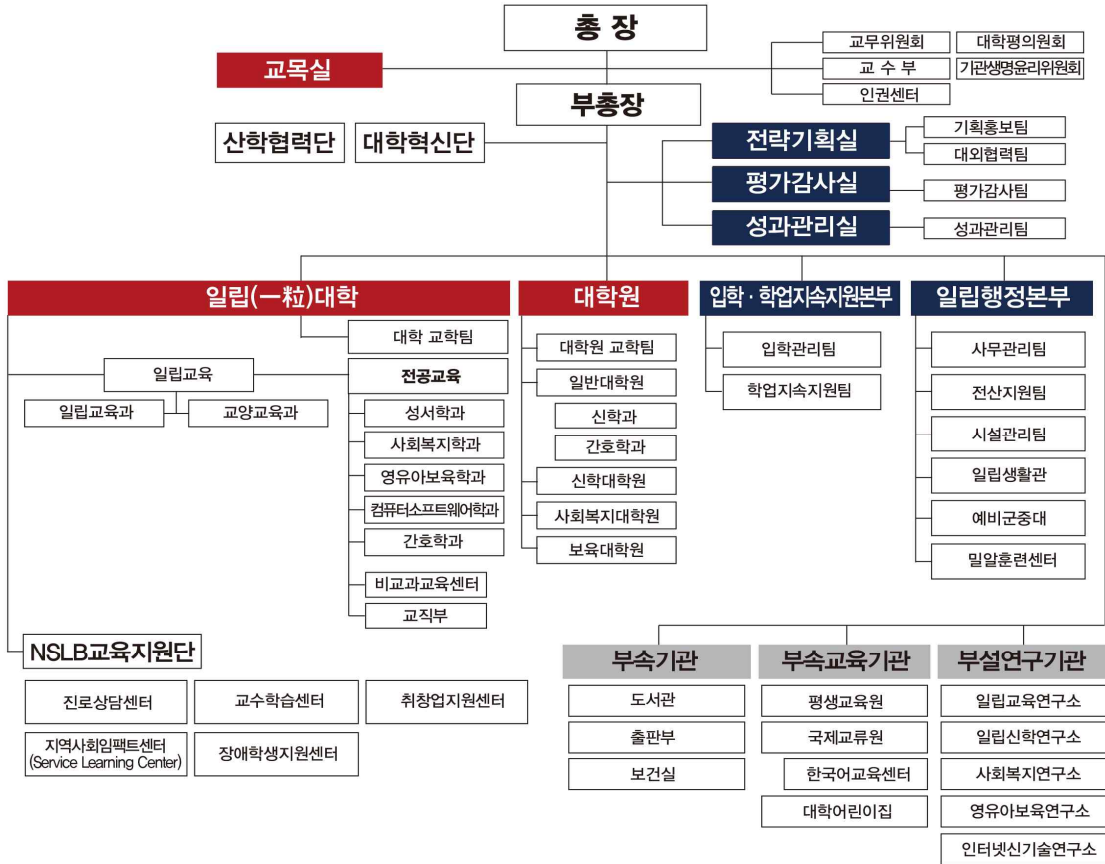 총 장
교무위원회
대학평의원회
교목실
교 수 부
기관생명윤리위원회
인권센터
부총장
산학협력단
대학혁신단
전략기획실
기획홍보팀
대외협력팀
평가감사실
평가감사팀
성과관리실
성과관리팀
일립(一粒)대학
대학 교학팀
일립교육
전공교육
일립교육과
교양교육과
성서학과
사회복지학과
영유아보육학과
컴퓨터소프트웨어학과
간호학과
비교과교육센터
교직부
NSLB교육지원단
진로상담센터
교수학습센터
취창업지원센터
지역사회임팩트센터
(Service Learning Center)
장애학생지원센터
대학원
대학원 교학팀
일반대학원
신학과
간호학과
신학대학원
사회복지대학원
보육대학원
입학 · 학업지속지원본부
입학관리팀
학업지속지원팀
일립행정본부
사무관리팀
전산지원팀
시설관리팀
일립생활관
예비군중대
밀알훈련센터
부속기관
도서관
출판부
보건실
부속교육기관
평생교육원
국제교류원
한국어교육센터
대학어린이집
부설연구기관
일립교육연구소
일립신학연구소
사회복지연구소
영유아보육연구소
인터넷신기술연구소